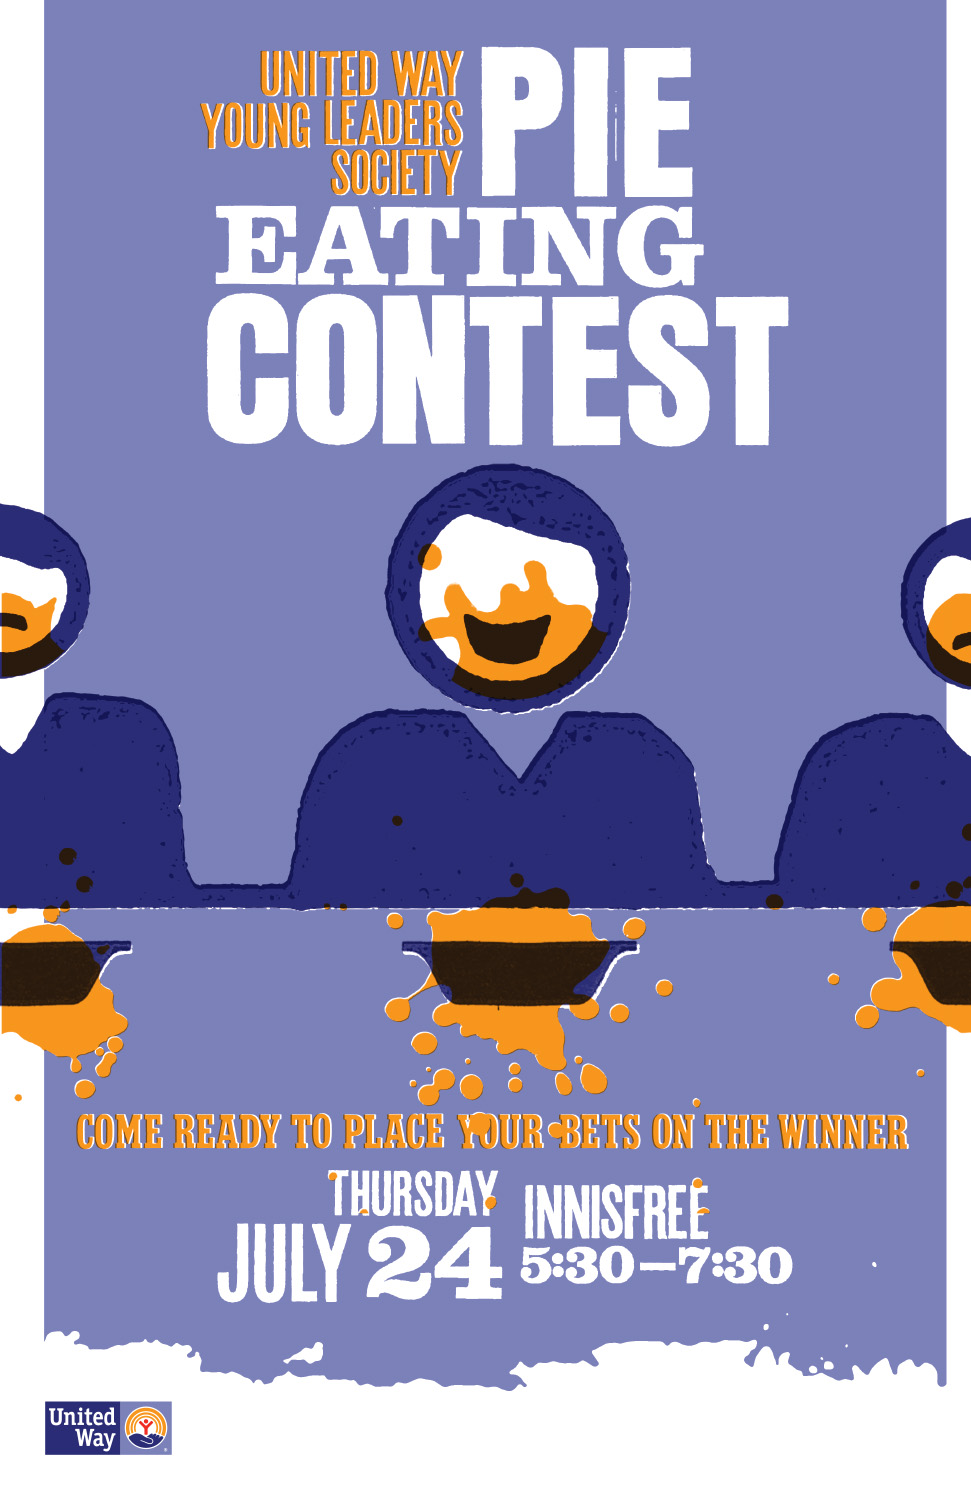 UNITED WAY
YOUNG LEADERS
SOCIETY
PIE
EATING
CONTEST
COME READY TO PLACE YOUR BETS ON THE WINNER
THURSDAY
JULY 24
INNISFREE
5:30—7:30
United
Way